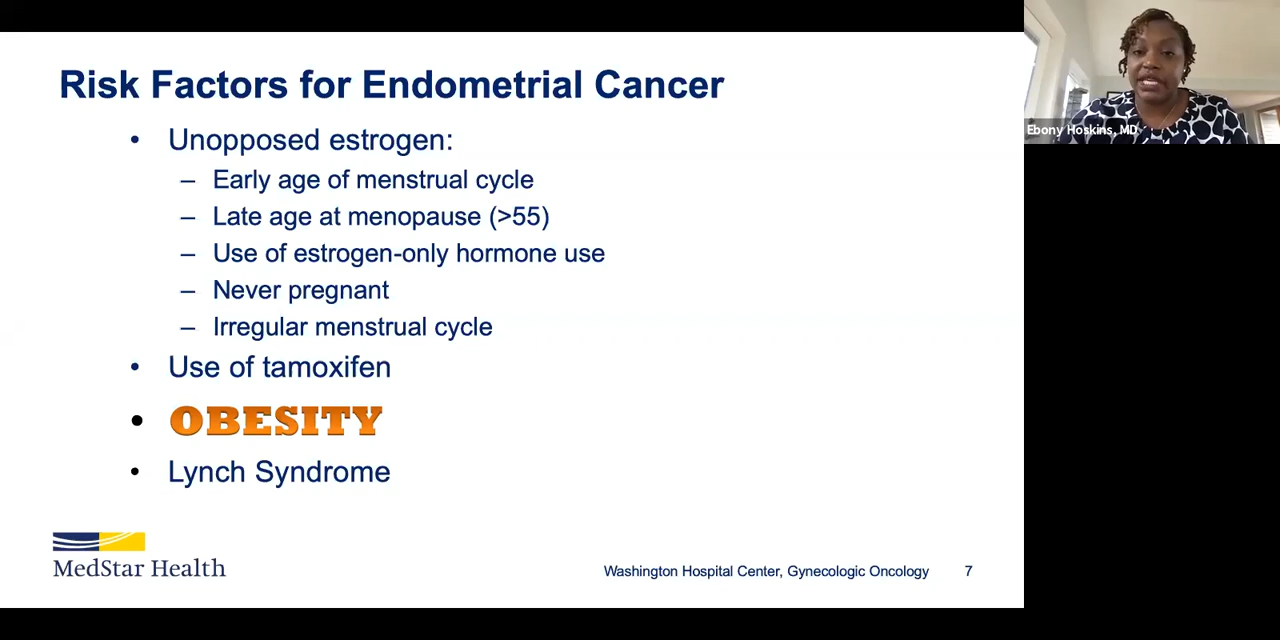 Risk Factors for Endometrial Cancer
• Unopposed estrogen:
– Early age of menstrual cycle
– Late age at menopause (>55)
– Use of estrogen-only hormone use
– Never pregnant
– Irregular menstrual cycle
• Use of tamoxifen
• OBESITY
• Lynch Syndrome
MedStar Health
Washington Hospital Center, Gynecologic Oncology 7
Ebony Hoskins, MD